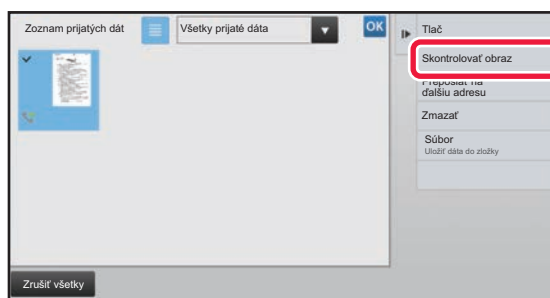 Zoznam prijatých dát
Všetky prijaté dáta
OK
Tlač
Skontrolovať obraz
Preposlať na
ďalšiu adresu
Zmazať
Súbor
Uložiť dáta do zložky
Zrušiť všetky